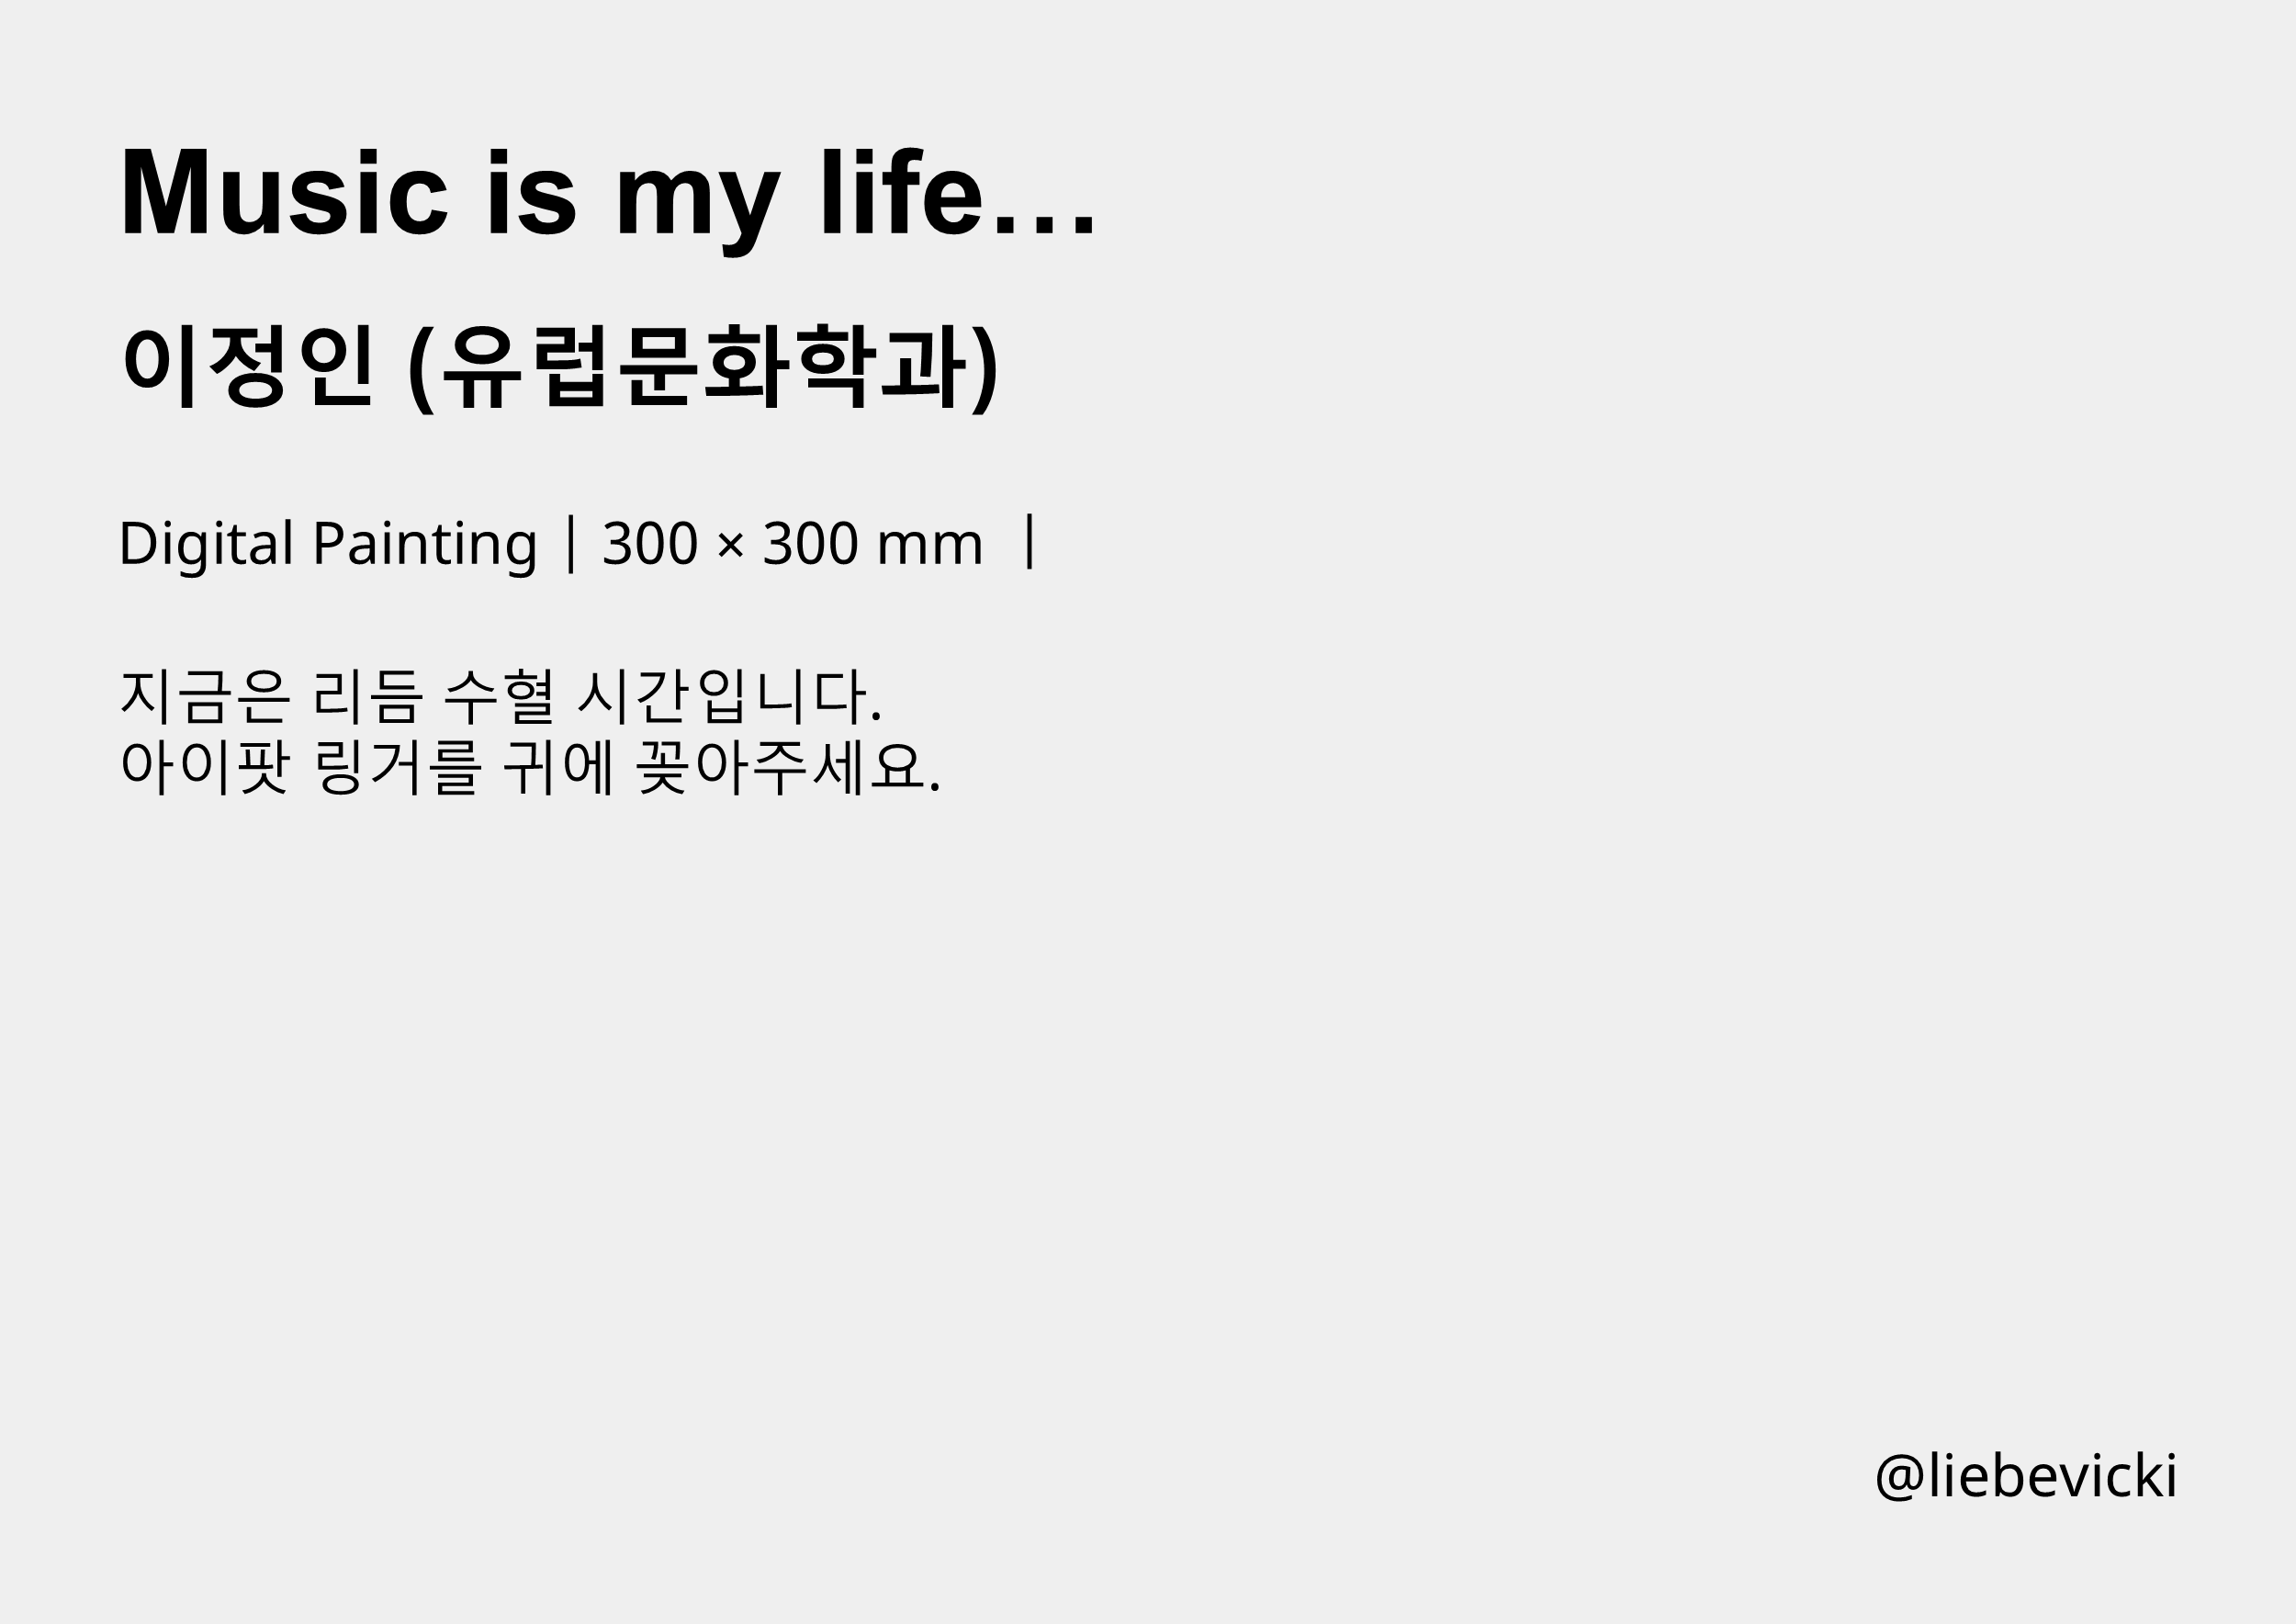 Music is my life...
이정인 (유럽문화학과)
Digital Painting | 300 × 300 mm |
지금은 리듬 수혈 시간입니다.
아이팟 링거를 귀에 꽂아주세요.
@liebevicki